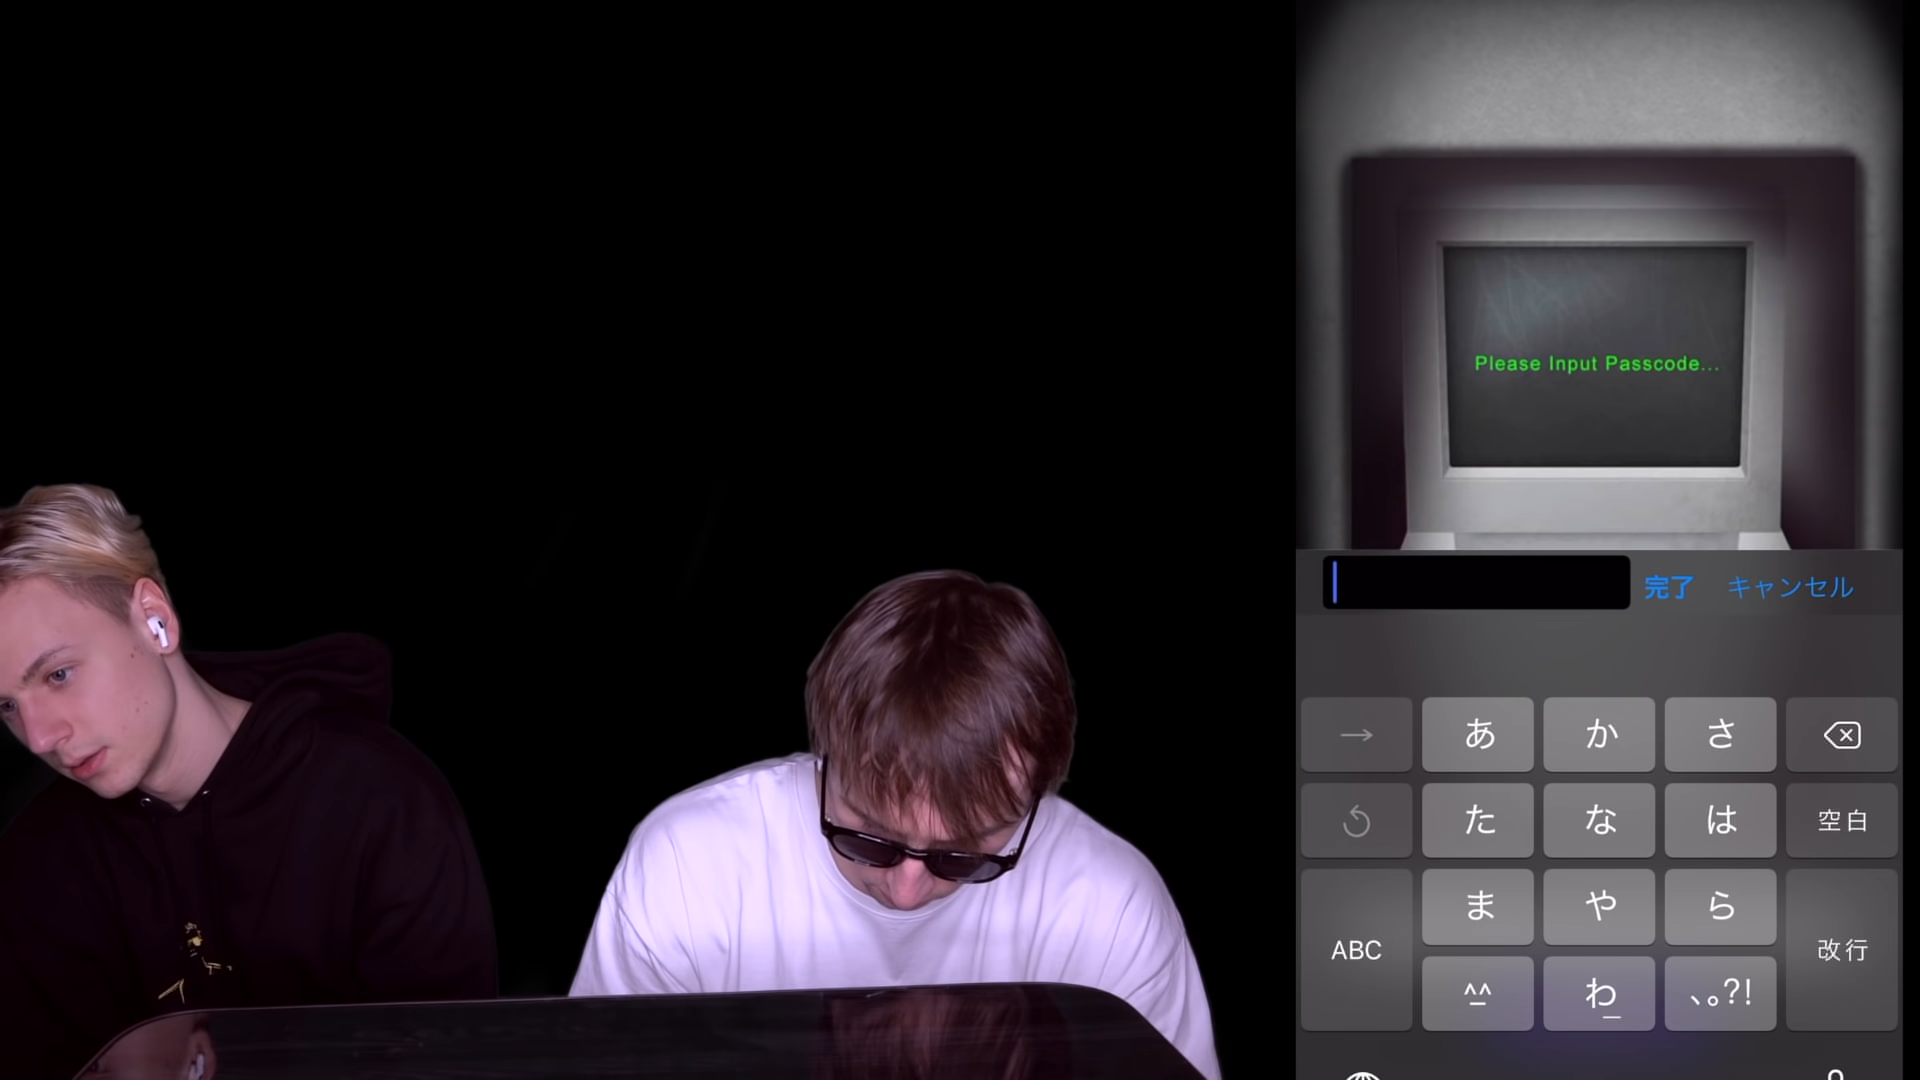 Please Input Passcode...
完了 キャンセル
→ あ か さ
た な は 空白
ABC ま や ら 改行
^^ わ_ 、。?!